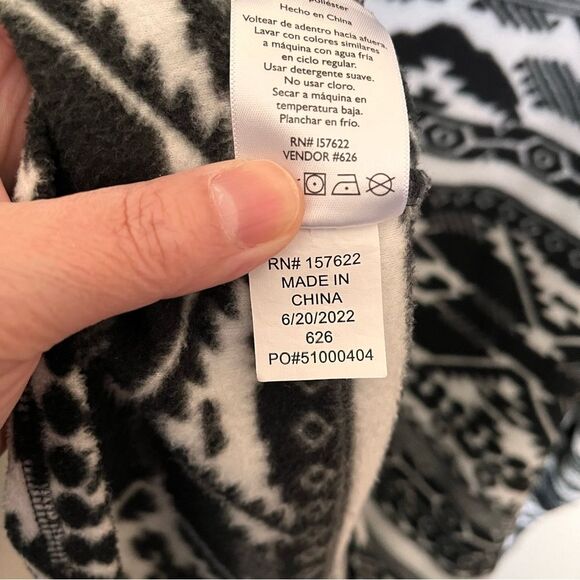 poliéster
Hecho en China
Voltear de adentro hacia afuera.
Lavar con colores similares
a máquina con agua fría
en ciclo regular.
Usar detergente suave.
No usar cloro.
Secar a máquina en
temperatura baja.
Planchar en frío.
RN# 157622
VENDOR #626
RN# 157622
MADE IN
CHINA
6/20/2022
626
PO#51000404